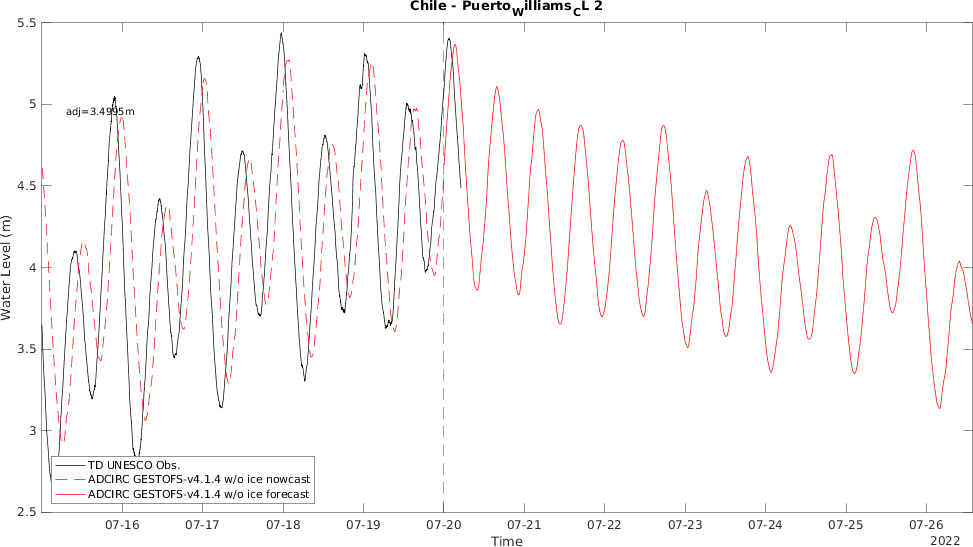 Chile - PuertoWilliamsCL 2
5.5
5
4.5
4
3.5
3
2.5
Water Level (m)
adj=3.4995m
TD UNESCO Obs.
ADCIRC GESTOFS-v4.1.4 w/o ice nowcast
ADCIRC GESTOFS-v4.1.4 w/o ice forecast
07-16 07-17 07-18 07-19 07-20 07-21 07-22 07-23 07-24 07-25 07-26
Time
2022